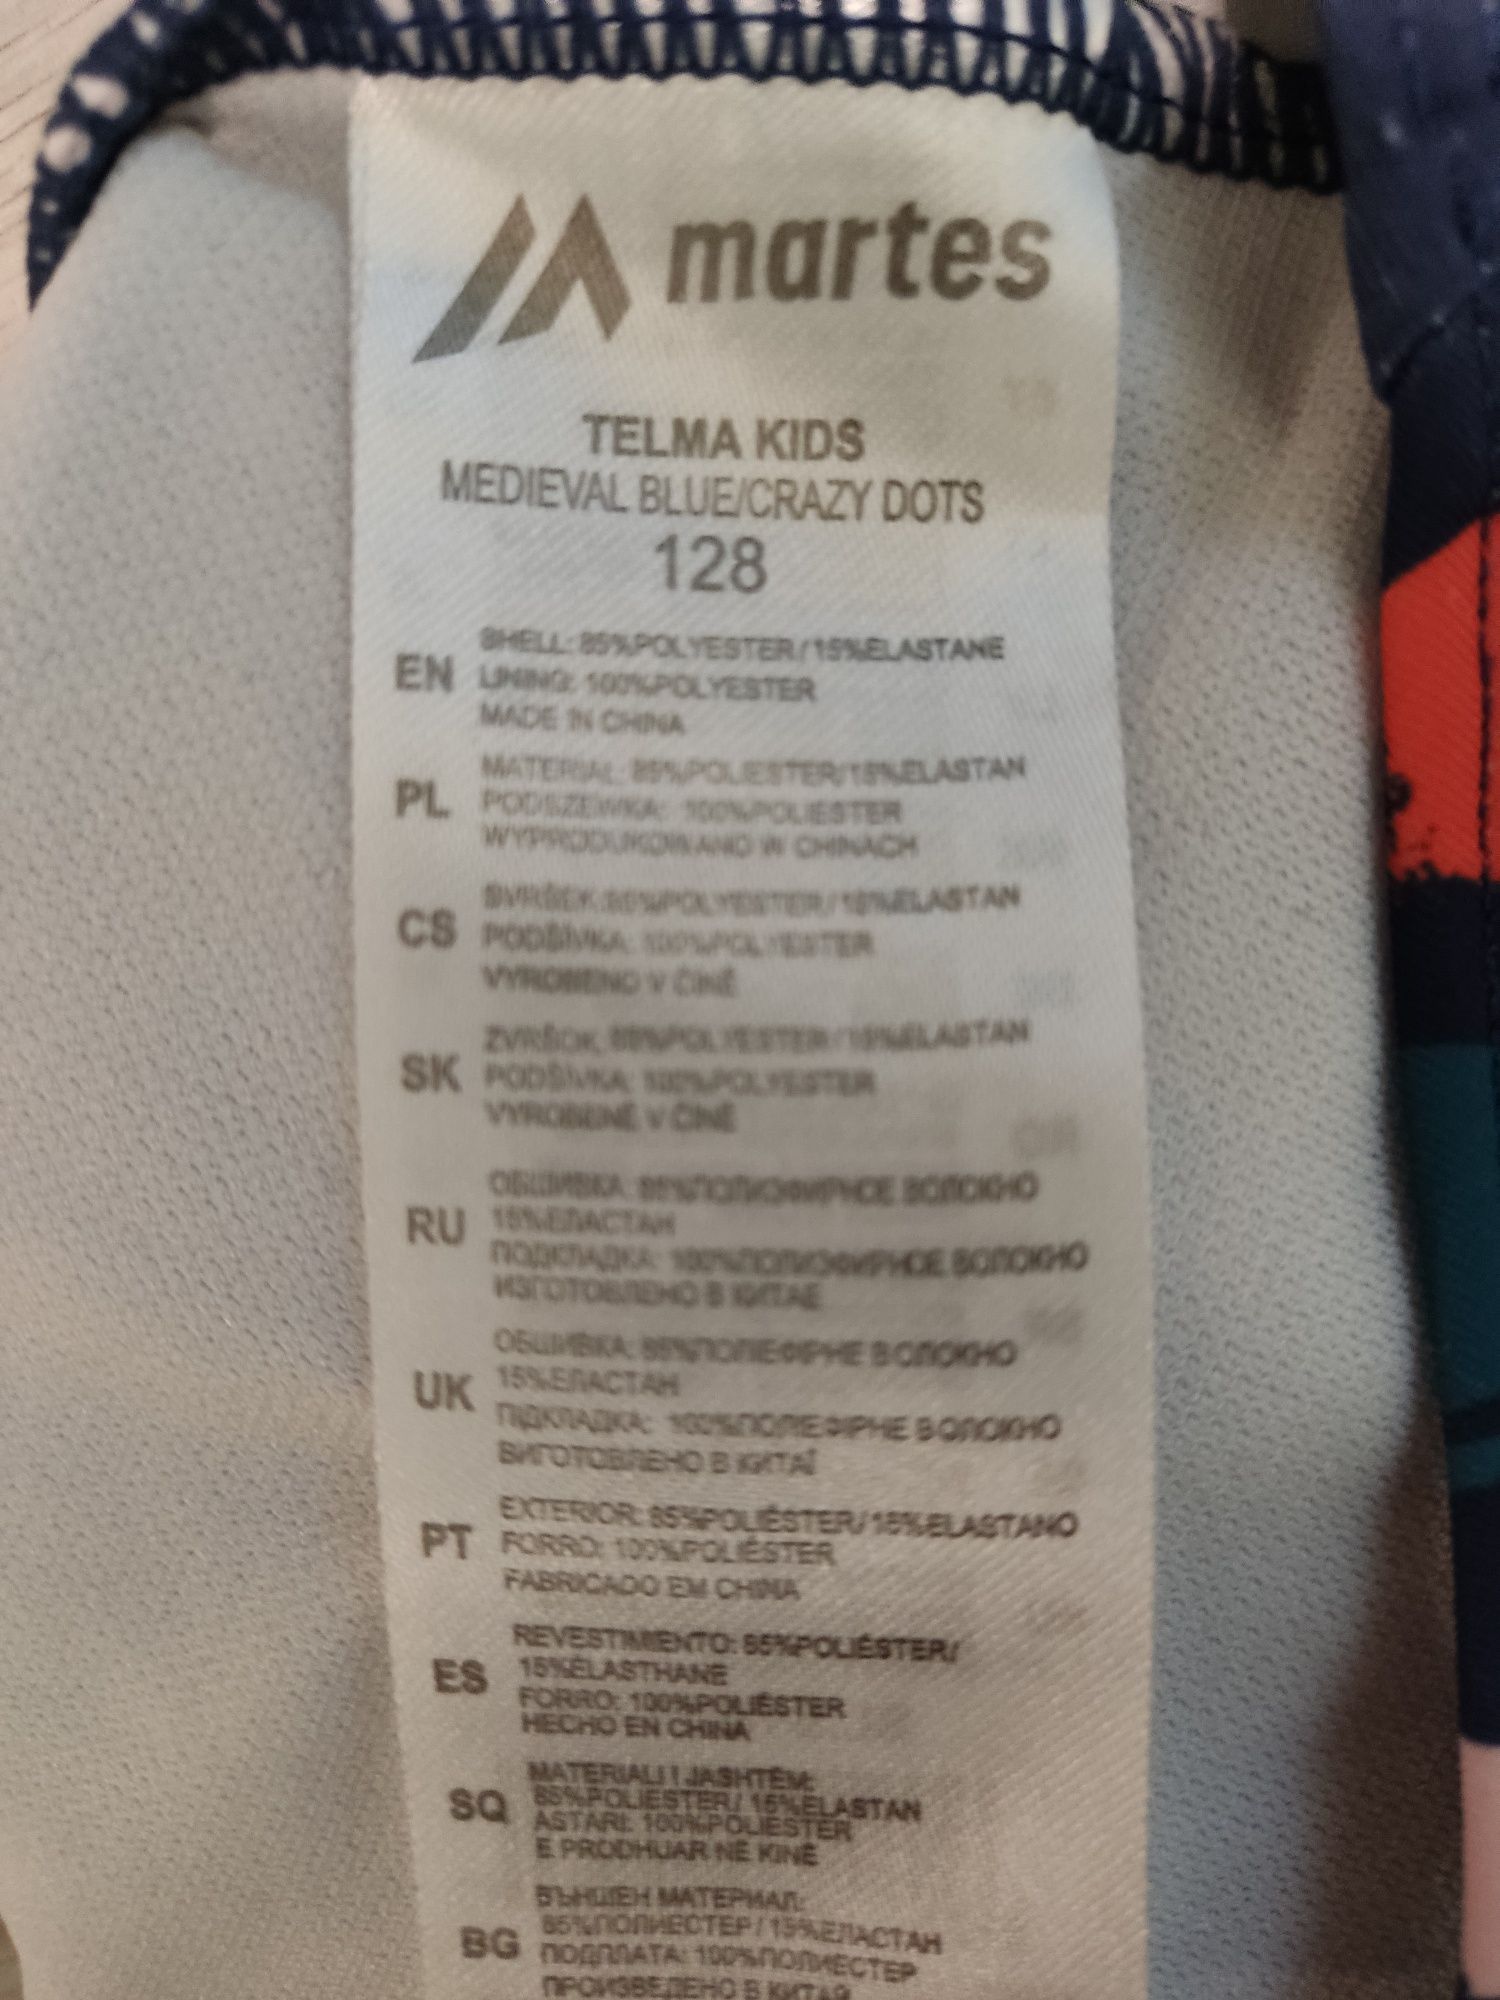 martes
TELMA KIDS
MEDIEVAL BLUE/CRAZY DOTS
128
EN
SHELL: 85%POLYESTER/15%ELASTANE
LINING: 100%POLYESTER
MADE IN CHINA
PL
MATERIAL: 85%POLIESTER/15%ELASTAN
PODSZEWKA: 100%POLIESTER
WYPRODUKOWANO W CHINACH
CS
SVRŠEK: 85%POLYESTER/15%ELASTAN
PODŠÍVKA: 100%POLYESTER
VYROBENO V ČÍNĚ
SK
ZVRŠOK: 85%POLYESTER/15%ELASTAN
PODŠÍVKA: 100%POLYESTER
VYROBENÉ V ČÍNĚ
RU
ОБШИВКА: 85%ПОЛИЭФИРНОЕ ВОЛОКНО
15%ЕЛАСТАН
ПОДКЛАДКА: 100%ПОЛИЭФИРНОЕ ВОЛОКНО
ИЗГОТОВЛЕНО В КИТАЕ
UK
ОБШИВКА: 85%ПОЛІЕФІРНЕ ВОЛОКНО
15%ЕЛАСТАН
ПІДКЛАДКА: 100%ПОЛІЕФІРНЕ ВОЛОКНО
ВИГОТОВЛЕНО В КИТАЇ
PT
EXTERIOR: 85%POLIÉSTER/15%ELASTANO
FORRO: 100%POLIÉSTER
FABRICADO EM CHINA
ES
REVESTIMIENTO: 85%POLIÉSTER/
15%ELASTHANE
FORRO: 100%POLIÉSTER
HECHO EN CHINA
SQ
MATERIALI I JASHTËM:
85%POLIESTER/ 15%ELASTAN
ASTARI: 100%POLIESTER
E PRODHUAR NË KINË
BG
ВЪНШЕН МАТЕРИАЛ:
85%ПОЛИЕСТЕР/15%ЕЛАСТАН
ПОДПЛАТА: 100%ПОЛИЕСТЕР
ПРОИЗВЕДЕНО В КИТАЯ